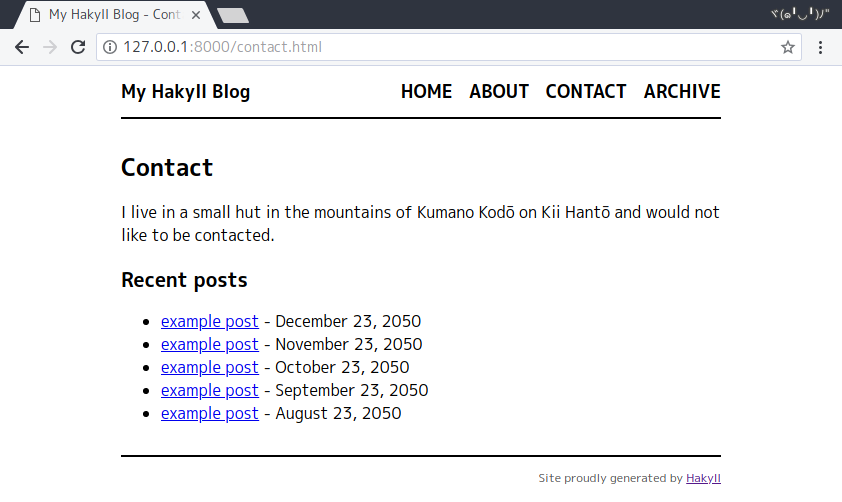 My Hakyll Blog - Cont
ヾ(๑╹◡╹)ﾉ"
127.0.0.1:8000/contact.html
My Hakyll Blog HOME ABOUT CONTACT ARCHIVE
Contact
I live in a small hut in the mountains of Kumano Kodō on Kii Hantō and would not
like to be contacted.
Recent posts
• example post - December 23, 2050
• example post - November 23, 2050
• example post - October 23, 2050
• example post - September 23, 2050
• example post - August 23, 2050
Site proudly generated by Hakyll